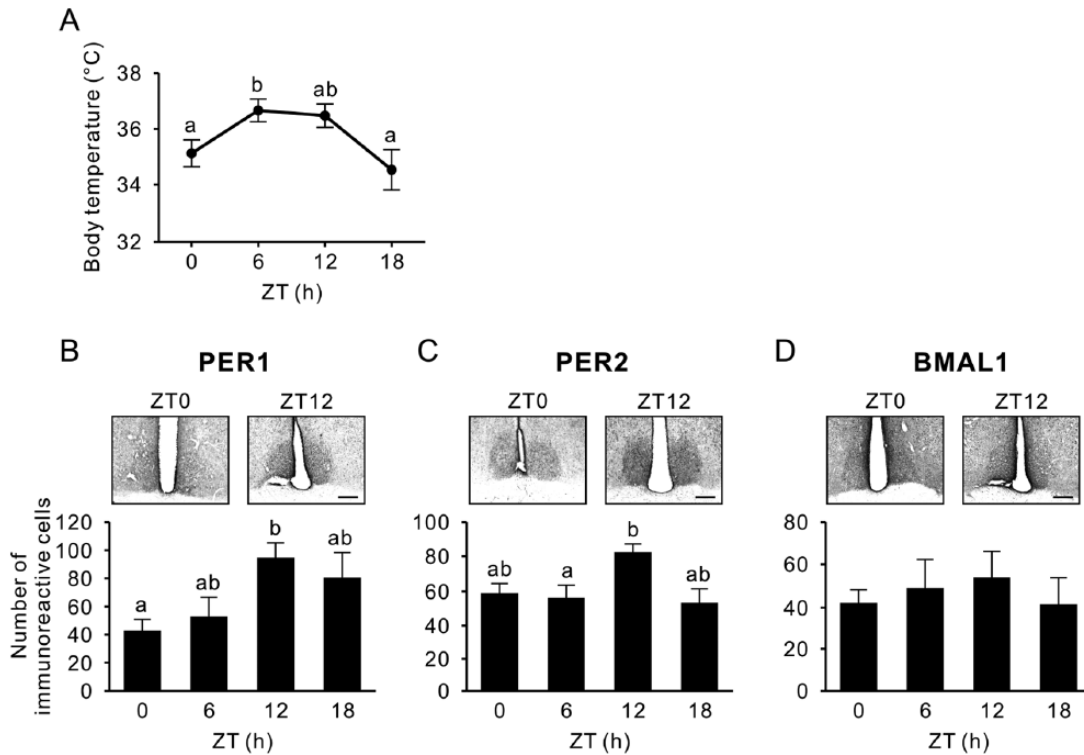 A
Body temperature (°C)
38
36
34
32
a
b
ab
a
0 6 12 18
ZT (h)
B
PER1
ZT0 ZT12
Number of
immunoreactive cells
120
100
80
60
40
20
0
a
ab
b
ab
0 6 12 18
ZT (h)
C
PER2
ZT0 ZT12
100
80
60
40
20
0
ab
a
b
ab
0 6 12 18
ZT (h)
D
BMAL1
ZT0 ZT12
80
60
40
20
0
0 6 12 18
ZT (h)